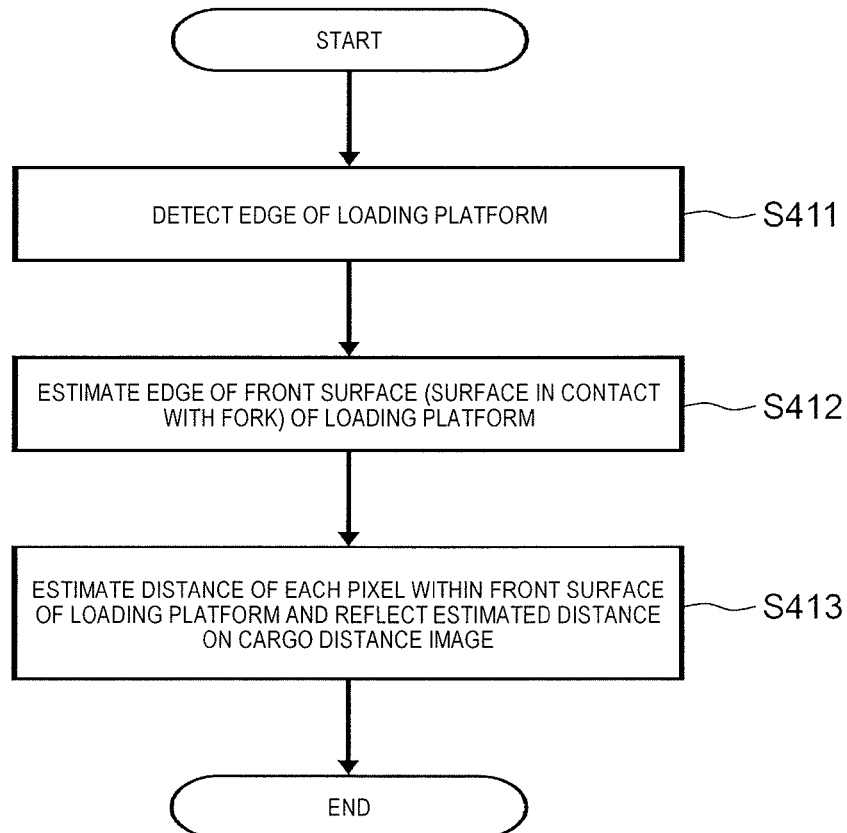 START
DETECT EDGE OF LOADING PLATFORM
S411
ESTIMATE EDGE OF FRONT SURFACE (SURFACE IN CONTACT
WITH FORK) OF LOADING PLATFORM
S412
ESTIMATE DISTANCE OF EACH PIXEL WITHIN FRONT SURFACE
OF LOADING PLATFORM AND REFLECT ESTIMATED DISTANCE
ON CARGO DISTANCE IMAGE
S413
END